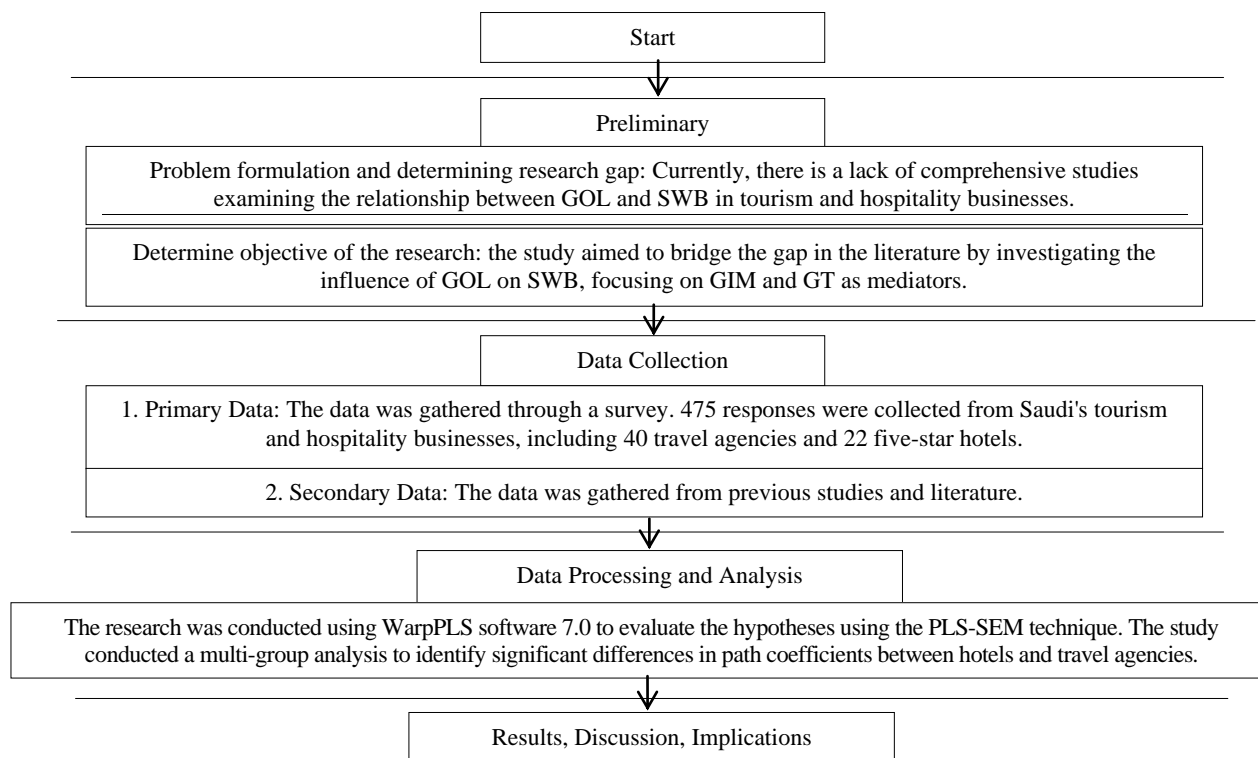 Start
Preliminary
Problem formulation and determining research gap: Currently, there is a lack of comprehensive studies
examining the relationship between GOL and SWB in tourism and hospitality businesses.
Determine objective of the research: the study aimed to bridge the gap in the literature by investigating the
influence of GOL on SWB, focusing on GIM and GT as mediators.
Data Collection
1. Primary Data: The data was gathered through a survey. 475 responses were collected from Saudi's tourism
and hospitality businesses, including 40 travel agencies and 22 five-star hotels.
2. Secondary Data: The data was gathered from previous studies and literature.
Data Processing and Analysis
The research was conducted using WarpPLS software 7.0 to evaluate the hypotheses using the PLS-SEM technique. The study
conducted a multi-group analysis to identify significant differences in path coefficients between hotels and travel agencies.
Results, Discussion, Implications